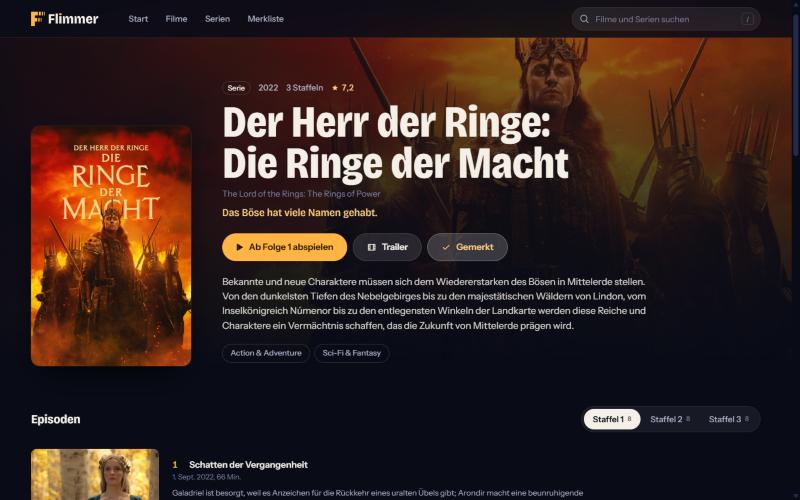 Flimmer
Start
Filme
Serien
Merkliste
Filme und Serien suchen
/
Serie
2022
3 Staffeln
★ 7,2
Der Herr der Ringe:
Die Ringe der Macht
The Lord of the Rings: The Rings of Power
Das Böse hat viele Namen gehabt.
Ab Folge 1 abspielen
Trailer
Gemerkt
Bekannte und neue Charaktere müssen sich dem Wiedererstarken des Bösen in Mittelerde stellen.
Von den dunkelsten Tiefen des Nebelgebirges bis zu den majestätischen Wäldern von Lindon, vom
Inselkönigreich Númenor bis zu den entlegensten Winkeln der Landkarte werden diese Reiche und
Charaktere ein Vermächtnis schaffen, das die Zukunft von Mittelerde prägen wird.
Action & Adventure
Sci-Fi & Fantasy
DER HERR DER RINGE
DIE
RINGE
DER
MACHT
Episoden
Staffel 1 8
Staffel 2 8
Staffel 3 8
1 Schatten der Vergangenheit
1. Sept. 2022, 66 Min.
Galadriel ist besorgt, weil es Anzeichen für die Rückkehr eines uralten Übels gibt; Arondir macht eine beunruhigende